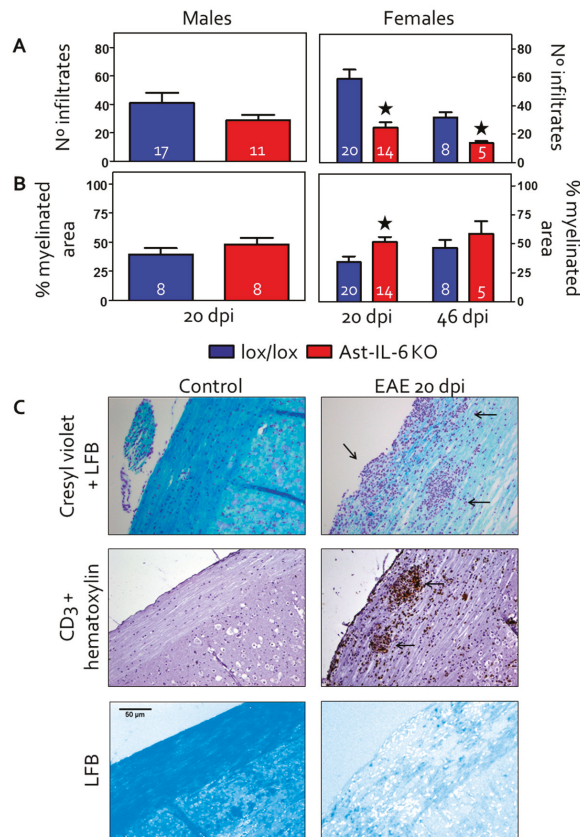 Males
Females
A
Nº infiltrates
80
60
40
20
0
17
11
20
14
8
5
80
60
40
20
0
Nº infiltrates
B
% myelinated
area
100
75
50
25
0
8
8
20
14
8
5
100
75
50
25
0
% myelinated
area
20 dpi
20 dpi
46 dpi
lox/lox
Ast-IL-6 KO
C
Control
EAE 20 dpi
Cresyl violet
+ LFB
CD3 +
hematoxylin
LFB
50 µm